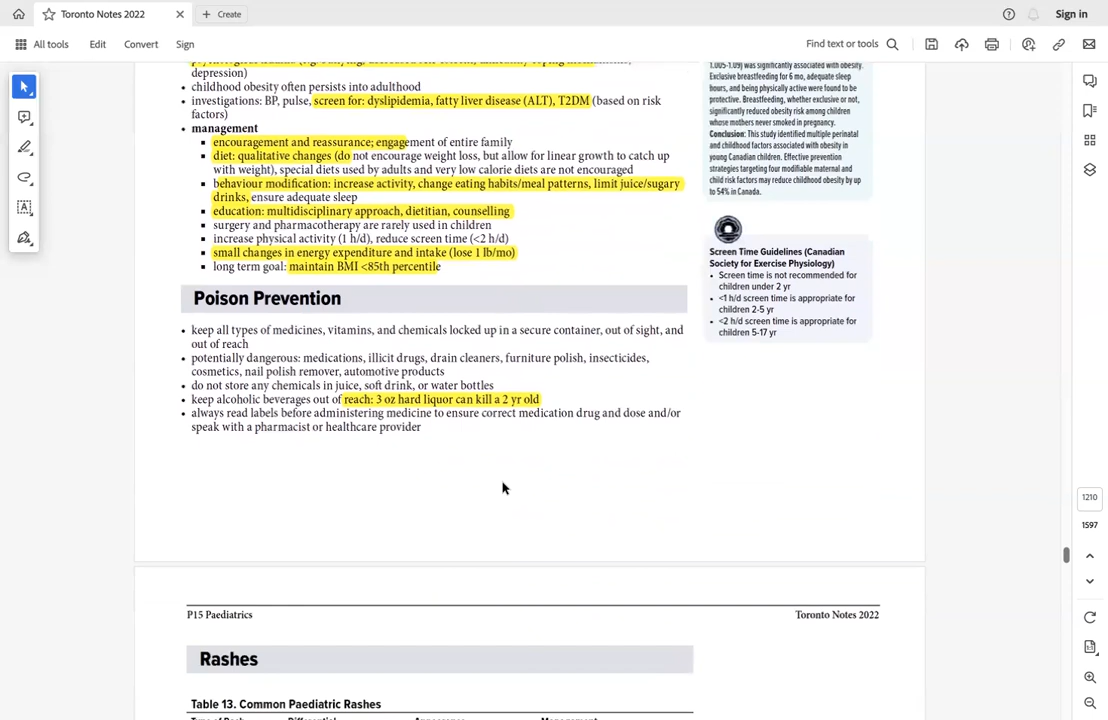 Toronto Notes 2022
Create
Sign in
All tools
Edit
Convert
Sign
Find text or tools
depression)
• childhood obesity often persists into adulthood
• investigations: BP, pulse, screen for: dyslipidemia, fatty liver disease (ALT), T2DM (based on risk
factors)
• management
▪ encouragement and reassurance; engagement of entire family
▪ diet: qualitative changes (do not encourage weight loss, but allow for linear growth to catch up
with weight), special diets used by adults and very low calorie diets are not encouraged
▪ behaviour modification: increase activity, change eating habits/meal patterns, limit juice/sugary
drinks, ensure adequate sleep
▪ education: multidisciplinary approach, dietitian, counselling
▪ surgery and pharmacotherapy are rarely used in children
▪ increase physical activity (1 h/d), reduce screen time (<2 h/d)
▪ small changes in energy expenditure and intake (lose 1 lb/mo)
▪ long term goal: maintain BMI <85th percentile
Poison Prevention
• keep all types of medicines, vitamins, and chemicals locked up in a secure container, out of sight, and
out of reach
• potentially dangerous: medications, illicit drugs, drain cleaners, furniture polish, insecticides,
cosmetics, nail polish remover, automotive products
• do not store any chemicals in juice, soft drink, or water bottles
• keep alcoholic beverages out of reach: 3 oz hard liquor can kill a 2 yr old
• always read labels before administering medicine to ensure correct medication drug and dose and/or
speak with a pharmacist or healthcare provider
1.005-1.09) was significantly associated with obesity.
Exclusive breastfeeding for 6 mo, adequate sleep
hours, and being physically active were found to be
protective. Breastfeeding, whether exclusive or not,
significantly reduced obesity risk among children
whose mothers never smoked in pregnancy.
Conclusion: This study identified multiple perinatal
and childhood factors associated with obesity in
young Canadian children. Effective prevention
strategies targeting four modifiable maternal and
child risk factors may reduce childhood obesity by up
to 54% in Canada.
Screen Time Guidelines (Canadian
Society for Exercise Physiology)
• Screen time is not recommended for
children under 2 yr
• <1 h/d screen time is appropriate for
children 2-5 yr
• <2 h/d screen time is appropriate for
children 5-17 yr
1210
1597
P15 Paediatrics
Toronto Notes 2022
Rashes
Table 13. Common Paediatric Rashes